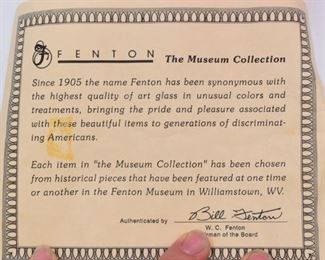 FENTON The Museum Collection
Since 1905 the name Fenton has been synonymous with
the highest quality of art glass in unusual colors and
treatments, bringing the pride and pleasure associated
with these beautiful items to generations of discriminat-
ing Americans.
Each item in "the Museum Collection" has been chosen
from historical pieces that have been featured at one time
or another in the Fenton Museum in Williamstown, WV.
Authenticated by Bill Fenton
W. C. Fenton
irman of the Board